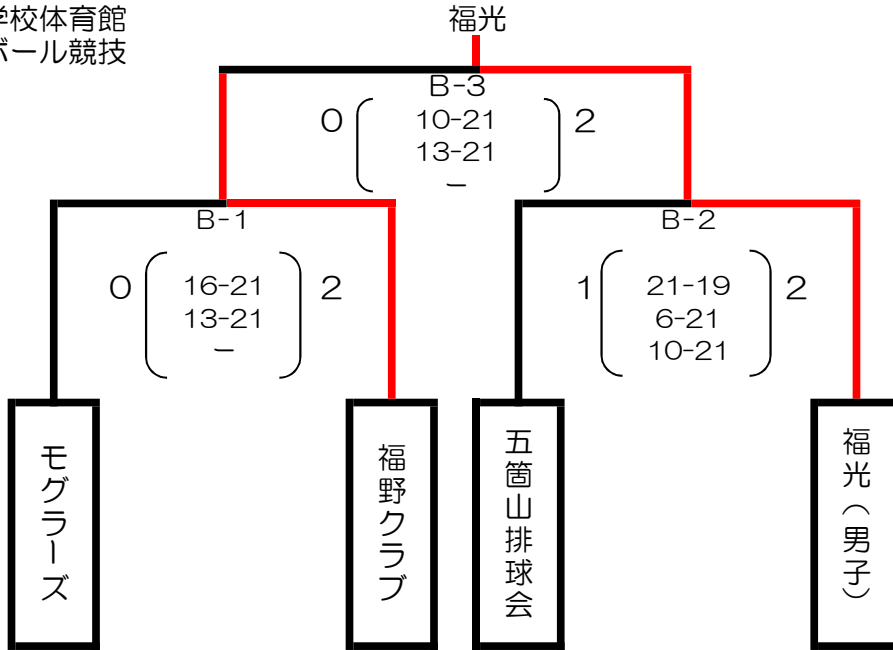 学校体育館
ボール競技
福光
B-3
0 10-21 2
13-21
–
B-1
0 16-21 2
13-21
–
B-2
1 21-19 2
6-21
10-21
モグラーズ
福野クラブ
五箇山排球会
福光（男子）